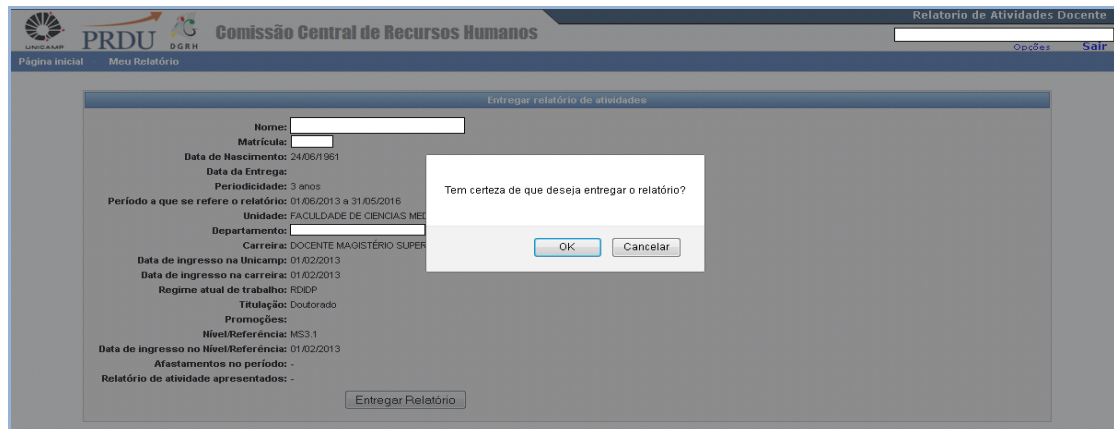 Relatorio de Atividades Docente
UNICAMP
PRDU
DGRH
Comissão Central de Recursos Humanos
Opções Sair
Página inicial Meu Relatório
Entregar relatório de atividades
Nome:
Matrícula:
Data de Nascimento: 24/06/1961
Data da Entrega:
Periodicidade: 3 anos
Período a que se refere o relatório: 01/06/2013 a 31/05/2016
Unidade: FACULDADE DE CIENCIAS MED
Departamento:
Carreira: DOCENTE MAGISTÉRIO SUPER
Data de ingresso na Unicamp: 01/02/2013
Data de ingresso na carreira: 01/02/2013
Regime atual de trabalho: RDIDP
Titulação: Doutorado
Promoções:
Nível/Referência: MS3.1
Data de ingresso no Nível/Referência: 01/02/2013
Afastamentos no período: -
Relatório de atividade apresentados: -
Entregar Relatório
Tem certeza de que deseja entregar o relatório?
OK Cancelar